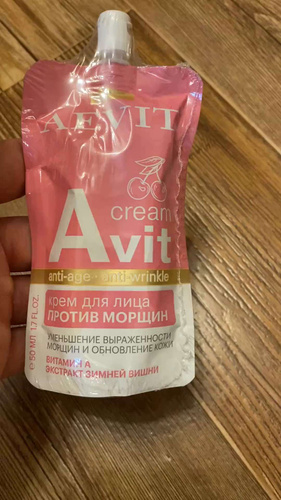 AEVIT
cream
Avit
anti-age • anti-wrinkle
крем для лица
ПРОТИВ МОРЩИН
УМЕНЬШЕНИЕ ВЫРАЖЕННОСТИ
МОРЩИН И ОБНОВЛЕНИЕ КОЖИ
ВИТАМИН А
ЭКСТРАКТ ЗИМНЕЙ ВИШНИ
℮ 50 МЛ. 1.7 FL.OZ.